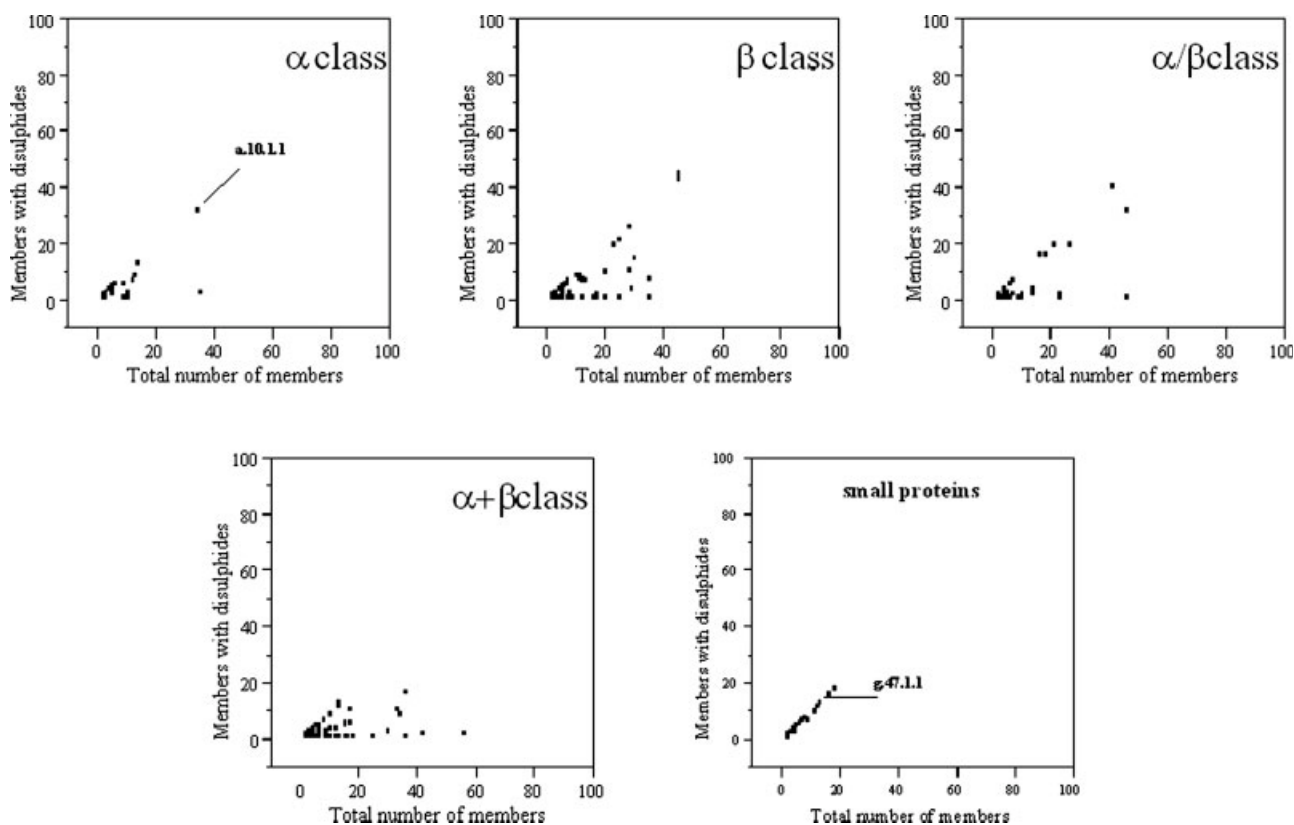 100
80
60
40
20
0
Members with disulphides
α class
a.10.1.1
0 20 40 60 80 100
Total number of members
100
80
60
40
20
0
Members with disulphides
β class
0 20 40 60 80 100
Total number of members
100
80
60
40
20
0
Members with disulphides
α/βclass
0 20 40 60 80 100
Total number of members
100
80
60
40
20
0
Members with disulphides
α+βclass
0 20 40 60 80 100
Total number of members
100
80
60
40
20
0
Members with disulphides
small proteins
g.47.1.1
0 20 40 60 80 100
Total number of members